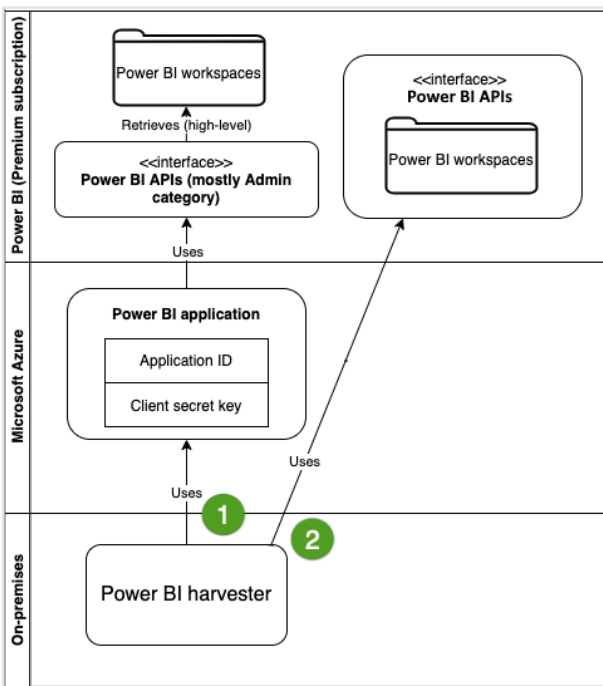 Power BI (Premium subscription)
Power BI workspaces
Retrieves (high-level)
<<interface>>
Power BI APIs (mostly Admin
category)
<<interface>>
Power BI APIs
Power BI workspaces
Uses
Microsoft Azure
Power BI application
Application ID
Client secret key
Uses
Uses
1
2
On-premises
Power BI harvester